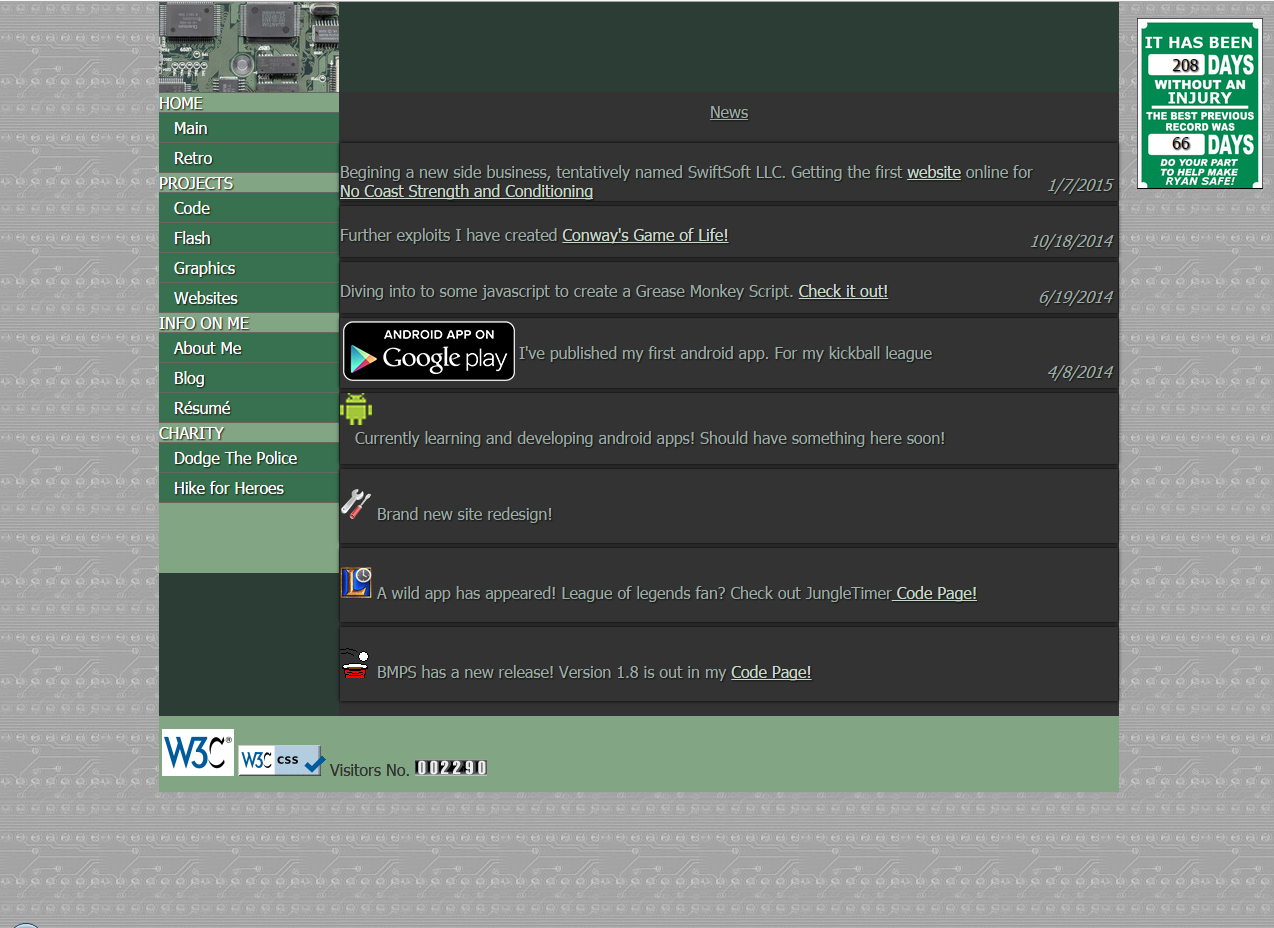 HOME
Main
Retro
PROJECTS
Code
Flash
Graphics
Websites
INFO ON ME
About Me
Blog
Résumé
CHARITY
Dodge The Police
Hike for Heroes
News
Begining a new side business, tentatively named SwiftSoft LLC. Getting the first website online for
No Coast Strength and Conditioning
1/7/2015
Further exploits I have created Conway's Game of Life!
10/18/2014
Diving into to some javascript to create a Grease Monkey Script. Check it out!
6/19/2014
ANDROID APP ON
Google play
I've published my first android app. For my kickball league
4/8/2014
Currently learning and developing android apps! Should have something here soon!
Brand new site redesign!
L
A wild app has appeared! League of legends fan? Check out JungleTimer Code Page!
BMPS has a new release! Version 1.8 is out in my Code Page!
W3C®
W3C css
Visitors No. 002290
IT HAS BEEN
208 DAYS
WITHOUT AN
INJURY
THE BEST PREVIOUS
RECORD WAS
66 DAYS
DO YOUR PART
TO HELP MAKE
RYAN SAFE!